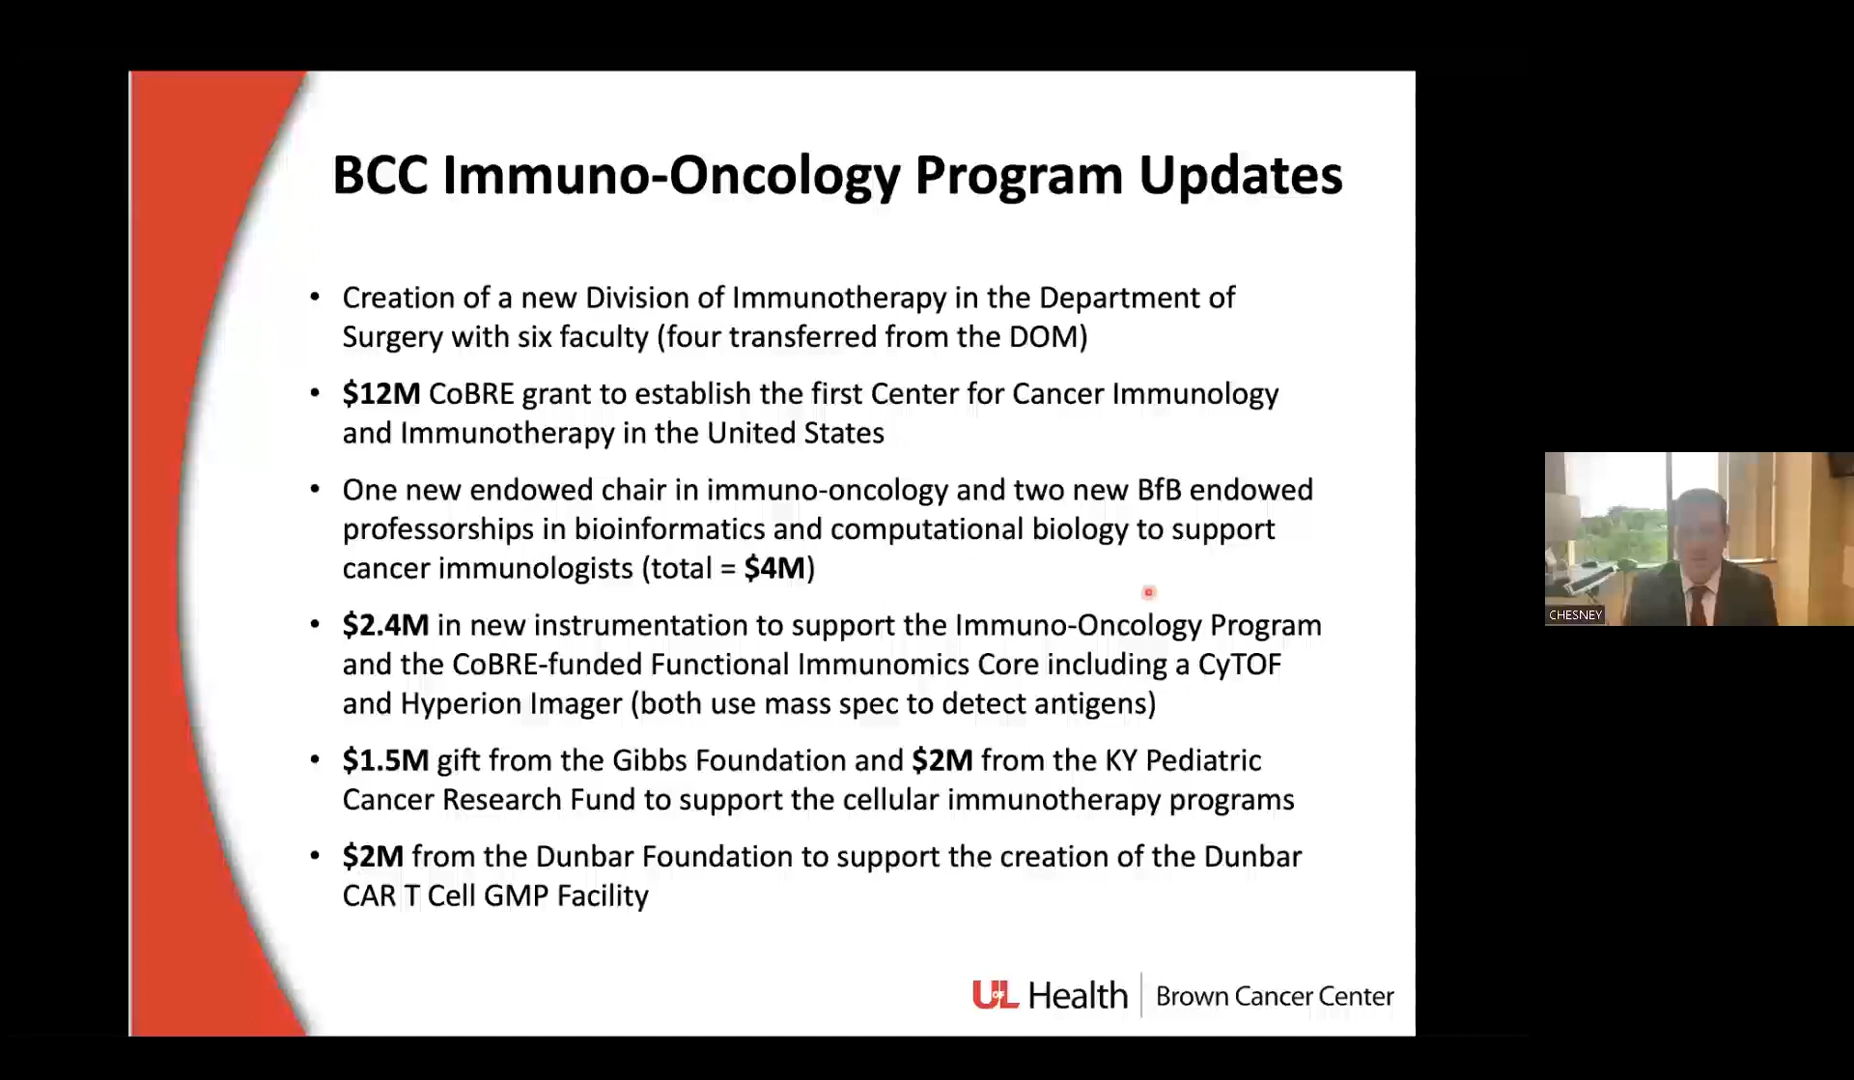 BCC Immuno-Oncology Program Updates
• Creation of a new Division of Immunotherapy in the Department of
Surgery with six faculty (four transferred from the DOM)
• $12M CoBRE grant to establish the first Center for Cancer Immunology
and Immunotherapy in the United States
• One new endowed chair in immuno-oncology and two new BfB endowed
professorships in bioinformatics and computational biology to support
cancer immunologists (total = $4M)
• $2.4M in new instrumentation to support the Immuno-Oncology Program
and the CoBRE-funded Functional Immunomics Core including a CyTOF
and Hyperion Imager (both use mass spec to detect antigens)
• $1.5M gift from the Gibbs Foundation and $2M from the KY Pediatric
Cancer Research Fund to support the cellular immunotherapy programs
• $2M from the Dunbar Foundation to support the creation of the Dunbar
CAR T Cell GMP Facility
UofL Health | Brown Cancer Center
CHESNEY